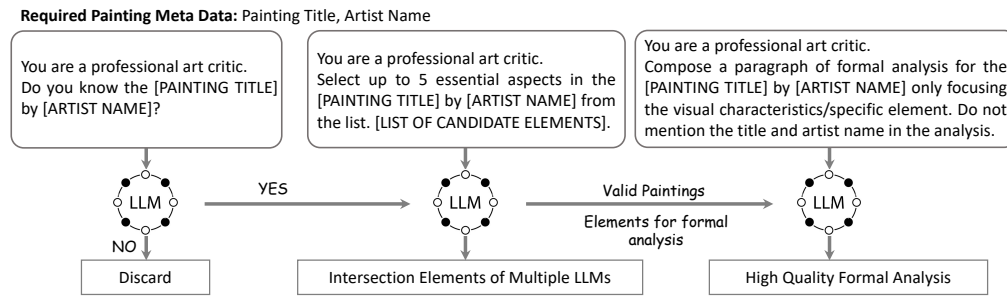 Required Painting Meta Data: Painting Title, Artist Name
You are a professional art critic.
Do you know the [PAINTING TITLE]
by [ARTIST NAME]?
You are a professional art critic.
Select up to 5 essential aspects in the
[PAINTING TITLE] by [ARTIST NAME] from
the list. [LIST OF CANDIDATE ELEMENTS].
You are a professional art critic.
Compose a paragraph of formal analysis for the
[PAINTING TITLE] by [ARTIST NAME] only focusing
the visual characteristics/specific element. Do not
mention the title and artist name in the analysis.
LLM
YES
LLM
Valid Paintings
Elements for formal
analysis
LLM
NO
Discard
Intersection Elements of Multiple LLMs
High Quality Formal Analysis